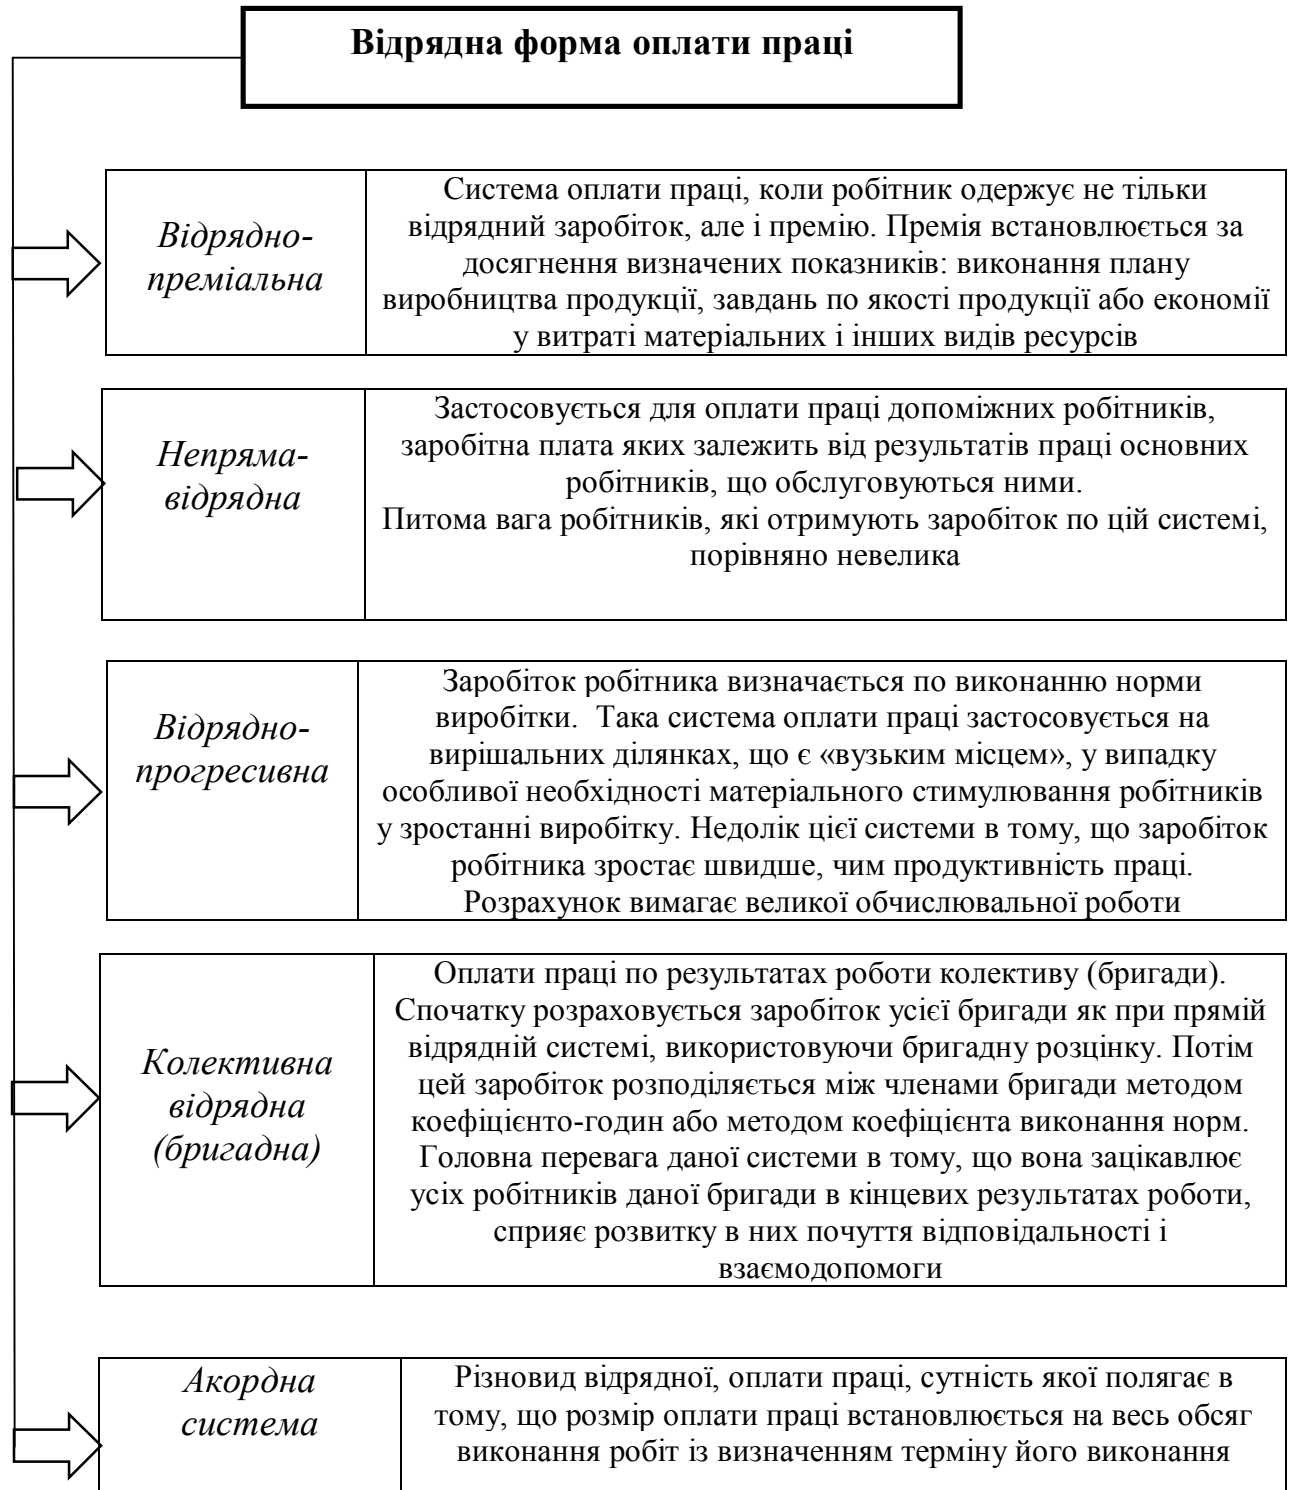 Відрядна форма оплати праці
Відрядно-
преміальна
Система оплати праці, коли робітник одержує не тільки
відрядний заробіток, але і премію. Премія встановлюється за
досягнення визначених показників: виконання плану
виробництва продукції, завдань по якості продукції або економії
у витраті матеріальних і інших видів ресурсів
Непряма-
відрядна
Застосовується для оплати праці допоміжних робітників,
заробітна плата яких залежить від результатів праці основних
робітників, що обслуговуються ними.
Питома вага робітників, які отримують заробіток по цій системі,
порівняно невелика
Відрядно-
прогресивна
Заробіток робітника визначається по виконанню норми
виробітки.  Така система оплати праці застосовується на
вирішальних ділянках, що є «вузьким місцем», у випадку
особливої необхідності матеріального стимулювання робітників
у зростанні виробітку. Недолік цієї системи в тому, що заробіток
робітника зростає швидше, чим продуктивність праці.
Розрахунок вимагає великої обчислювальної роботи
Колективна
відрядна
(бригадна)
Оплати праці по результатах роботи колективу (бригади).
Спочатку розраховується заробіток усієї бригади як при прямій
відрядній системі, використовуючи бригадну розцінку. Потім
цей заробіток розподіляється між членами бригади методом
коефіцієнто-годин або методом коефіцієнта виконання норм.
Головна перевага даної системи в тому, що вона зацікавлює
усіх робітників даної бригади в кінцевих результатах роботи,
сприяє розвитку в них почуття відповідальності і
взаємодопомоги
Акордна
система
Різновид відрядної, оплати праці, сутність якої полягає в
тому, що розмір оплати праці встановлюється на весь обсяг
виконання робіт із визначенням терміну його виконання